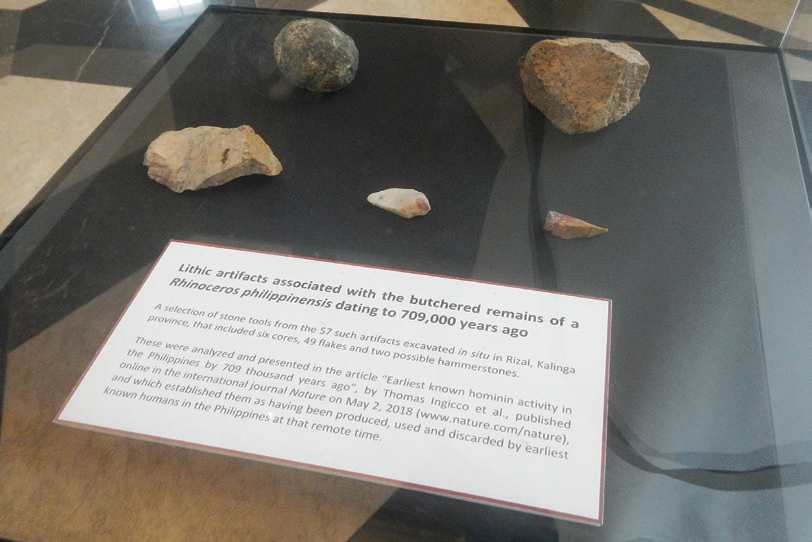 Lithic artifacts associated with the butchered remains of a
Rhinoceros philippinensis dating to 709,000 years ago
A selection of stone tools from the 57 such artifacts excavated in situ in Rizal, Kalinga
province, that included six cores, 49 flakes and two possible hammerstones.
These were analyzed and presented in the article “Earliest known hominin activity in
the Philippines by 709 thousand years ago”, by Thomas Ingicco et al., published
online in the international journal Nature on May 2, 2018 (www.nature.com/nature),
and which established them as having been produced, used and discarded by earliest
known humans in the Philippines at that remote time.